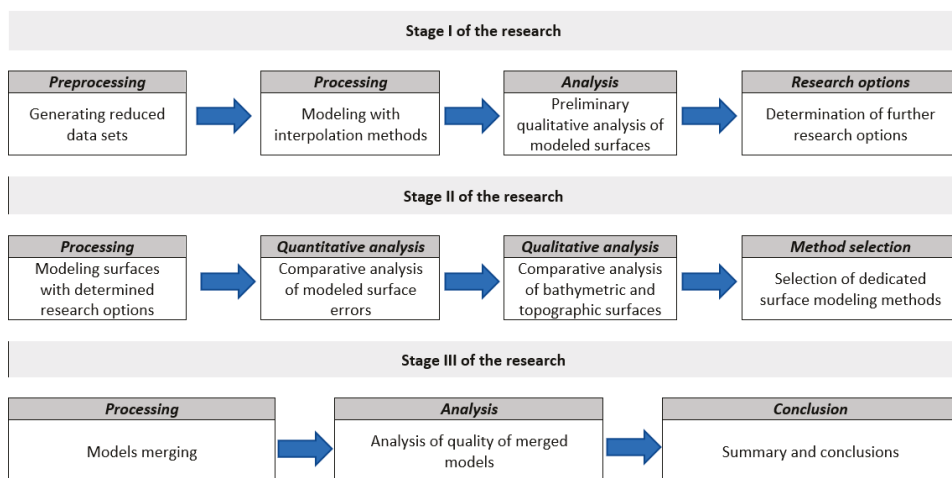 Stage I of the research
Preprocessing
Generating reduced
data sets
Processing
Modeling with
interpolation methods
Analysis
Preliminary
qualitative analysis of
modeled surfaces
Research options
Determination of further
research options
Stage II of the research
Processing
Modeling surfaces
with determined
research options
Quantitative analysis
Comparative analysis
of modeled surface
errors
Qualitative analysis
Comparative analysis
of bathymetric and
topographic surfaces
Method selection
Selection of dedicated
surface modeling methods
Stage III of the research
Processing
Models merging
Analysis
Analysis of quality of merged
models
Conclusion
Summary and conclusions